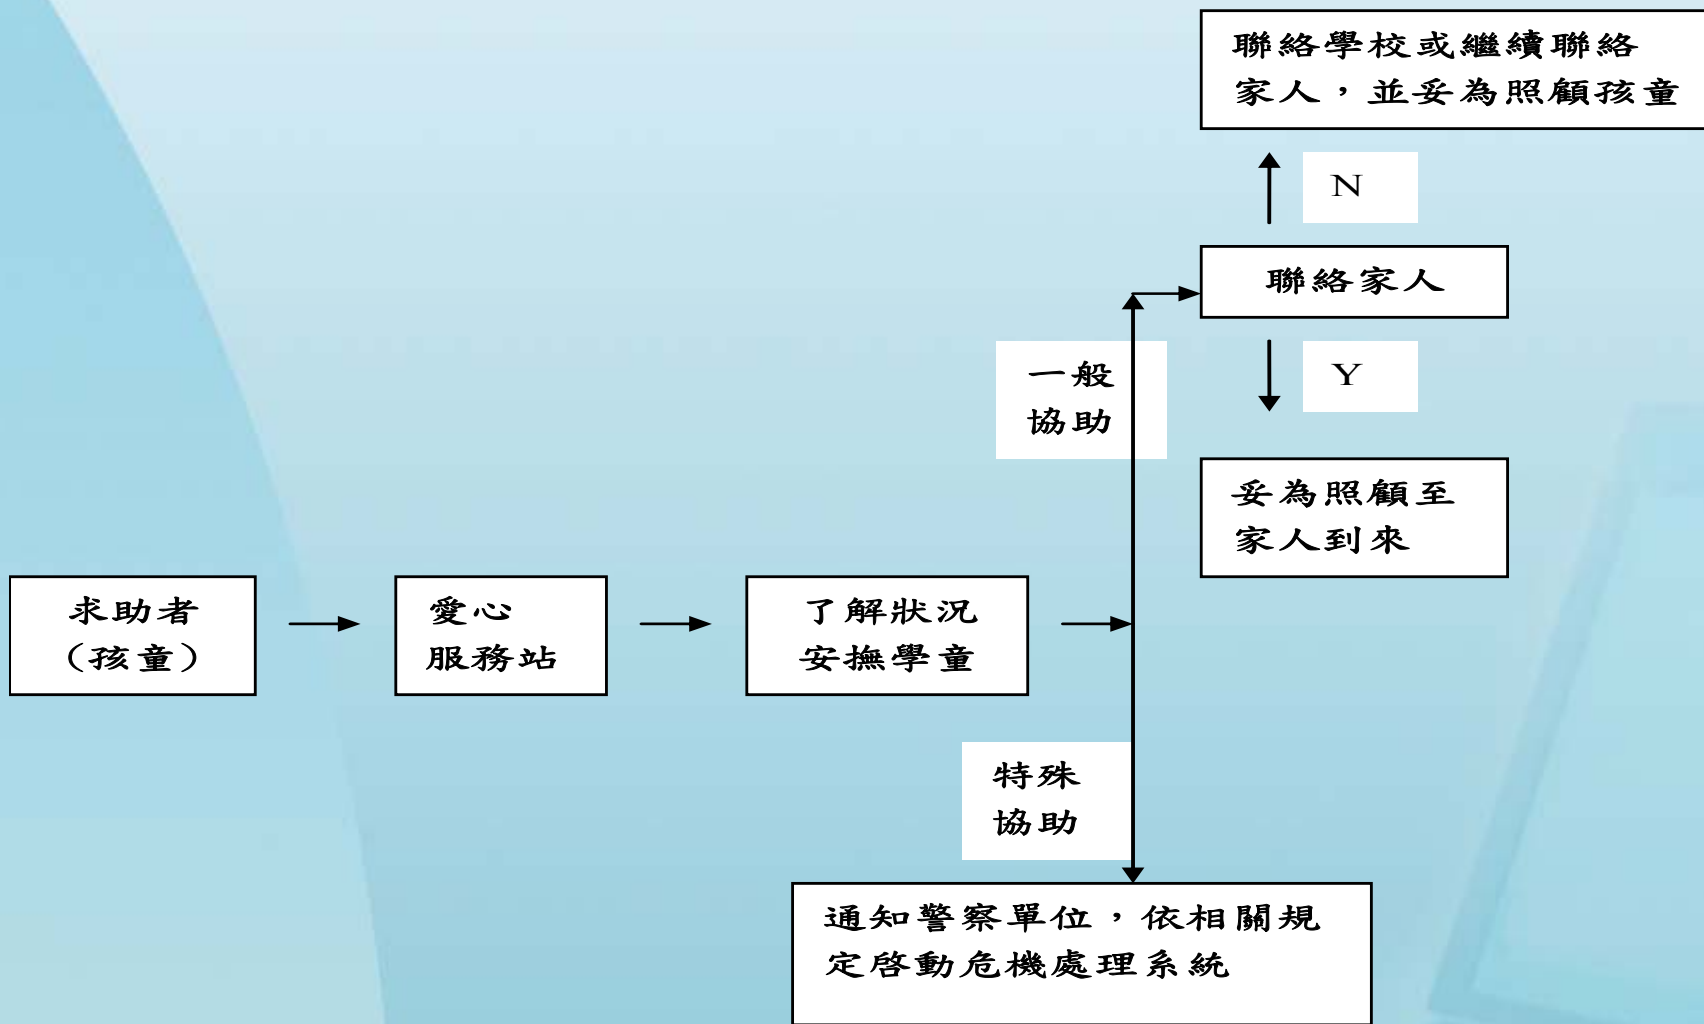 聯絡學校或繼續聯絡
家人，並妥為照顧孩童
N
聯絡家人
Y
一般
協助
妥為照顧至
家人到來
求助者
（孩童）
愛心
服務站
了解狀況
安撫學童
特殊
協助
通知警察單位，依相關規
定啓動危機處理系統